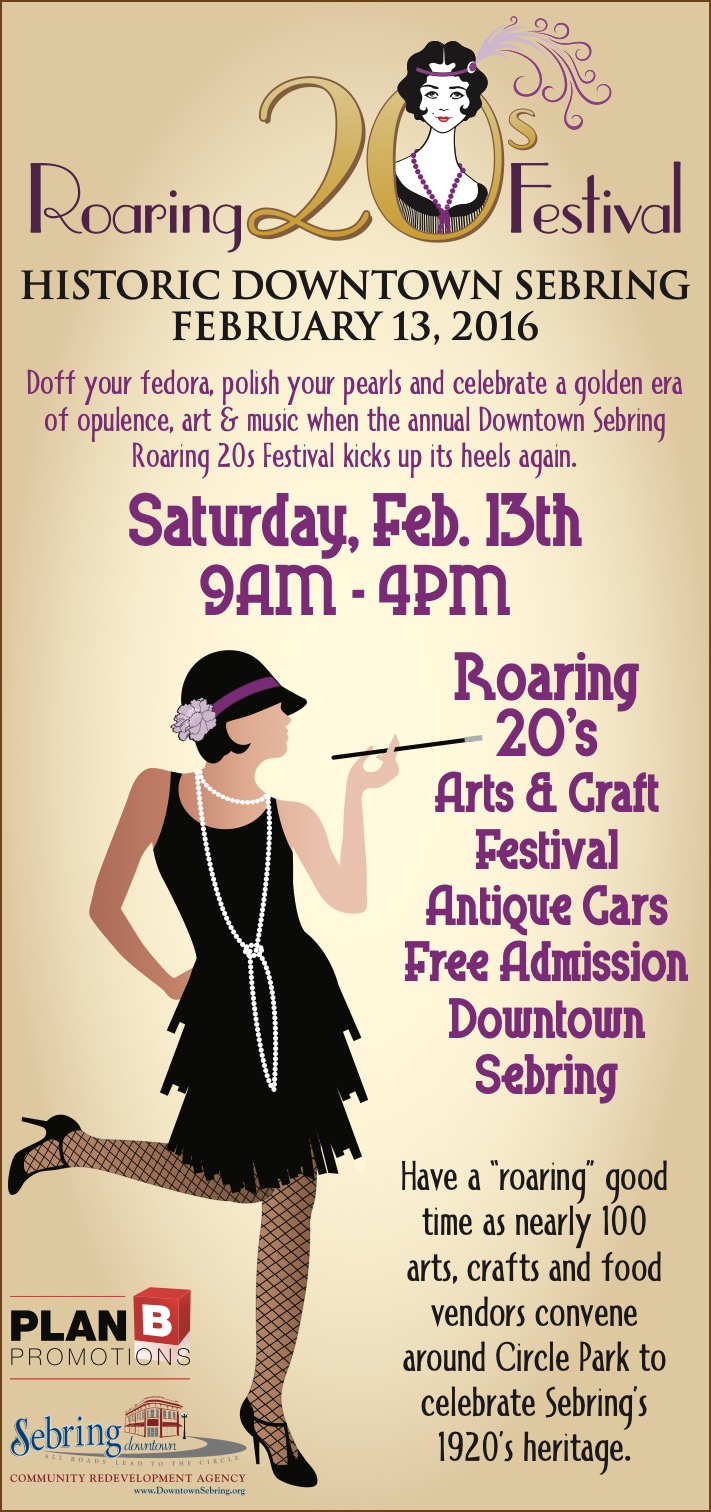 Roaring 20s Festival
HISTORIC DOWNTOWN SEBRING
FEBRUARY 13, 2016
Doff your fedora, polish your pearls and celebrate a golden era
of opulence, art & music when the annual Downtown Sebring
Roaring 20s Festival kicks up its heels again.
Saturday, Feb. 13th
9AM - 4PM
Roaring
20's
Arts & Craft
Festival
Antique Cars
Free Admission
Downtown
Sebring
Have a "roaring" good
time as nearly 100
arts, crafts and food
vendors convene
around Circle Park to
celebrate Sebring's
1920's heritage.
PLAN B
PROMOTIONS
Sebring
downtown
ALL ROADS LEAD TO THE CIRCLE
COMMUNITY REDEVELOPMENT AGENCY
www.DowntownSebring.org